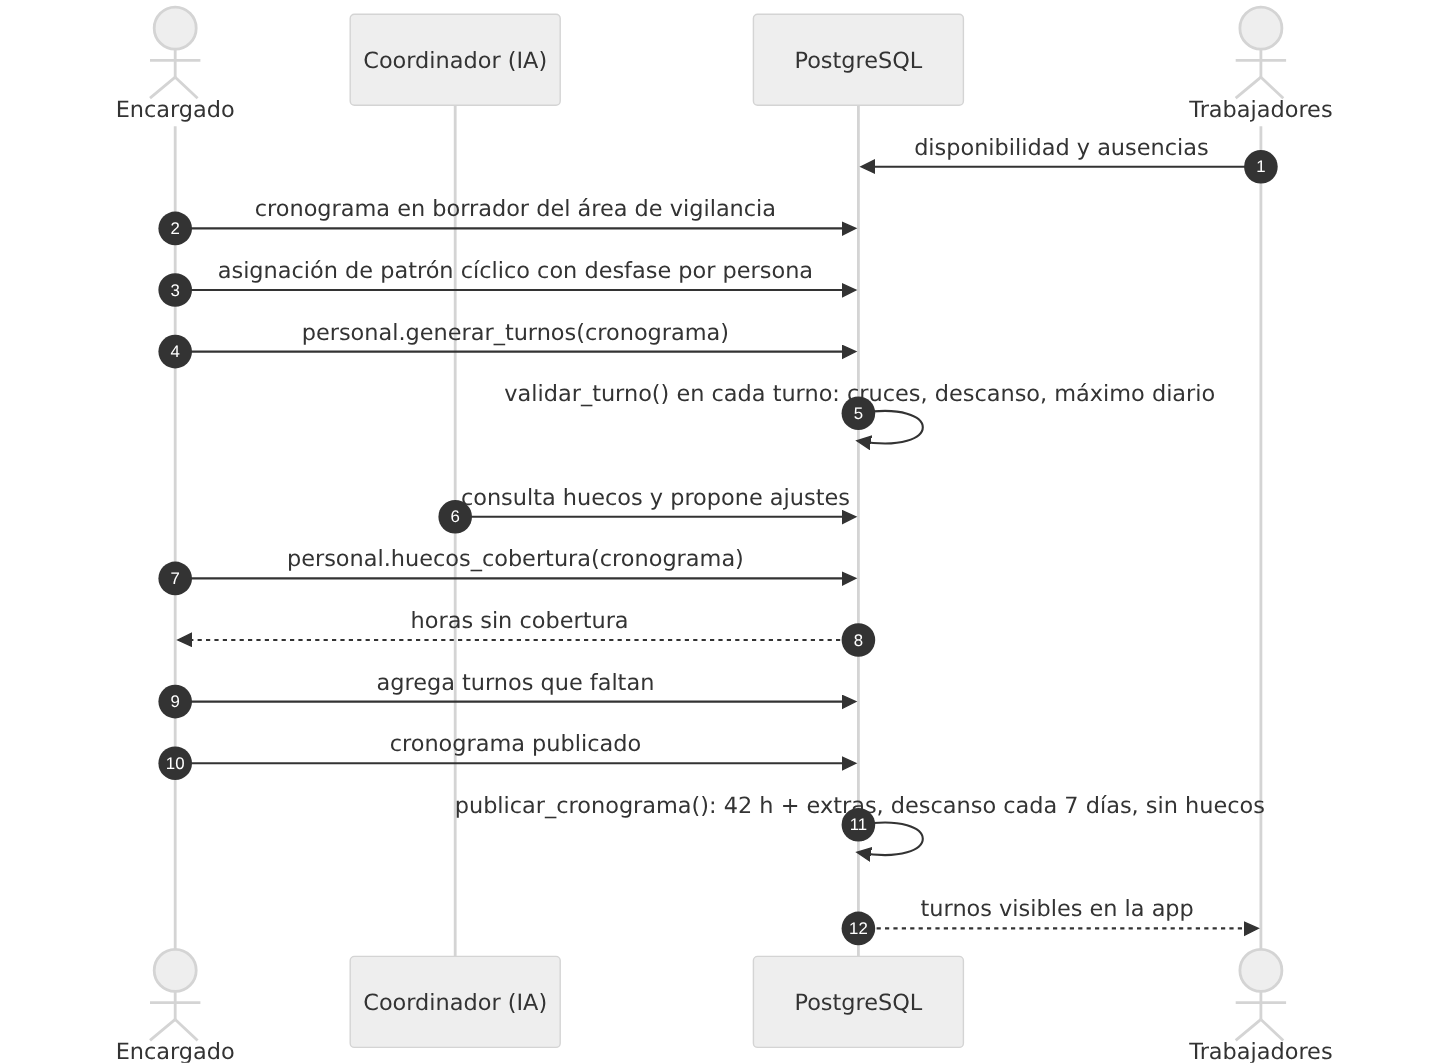 Coordinador (IA)
PostgreSQL
Encargado
Trabajadores
disponibilidad y ausencias
1
cronograma en borrador del área de vigilancia
2
asignación de patrón cíclico con desfase por persona
3
personal.generar_turnos(cronograma)
4
validar_turno() en cada turno: cruces, descanso, máximo diario
5
consulta huecos y propone ajustes
6
personal.huecos_cobertura(cronograma)
7
horas sin cobertura
8
agrega turnos que faltan
9
cronograma publicado
10
publicar_cronograma(): 42 h + extras, descanso cada 7 días, sin huecos
11
turnos visibles en la app
12
Coordinador (IA)
PostgreSQL
Encargado
Trabajadores